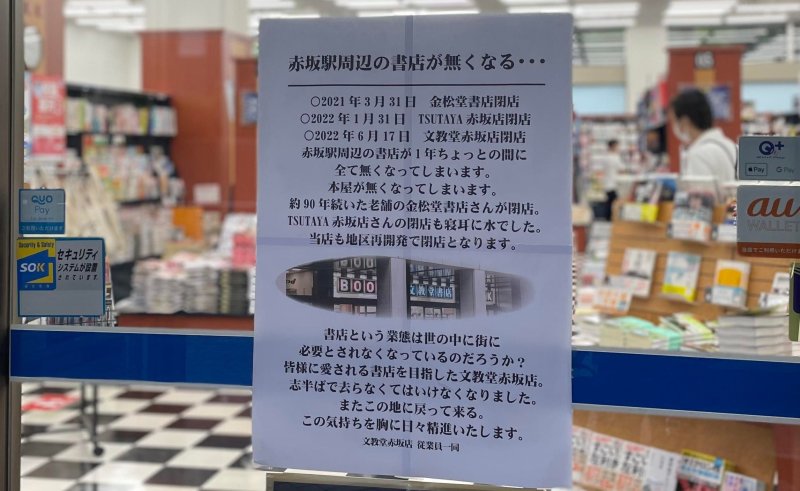 赤坂駅周辺の書店が無くなる・・・
○2021年3月31日 金松堂書店閉店
○2022年1月31日 TSUTAYA赤坂店閉店
○2022年6月17日 文教堂赤坂店閉店
赤坂駅周辺の書店が1年ちょっとの間に
全て無くなってしまいます。
本屋が無くなってしまいます。
約90年続いた老舗の金松堂書店さんが閉店。
TSUTAYA赤坂店さんの閉店も寝耳に水でした。
当店も地区再開発で閉店となります。
BOO
文教堂書店
書店という業態は世の中に街に
必要とされなくなっているのだろうか？
皆様に愛される書店を目指した文教堂赤坂店。
志半ばで去らなくてはいけなくなりました。
またこの地に戻って来る。
この気持ちを胸に日々精進いたします。
文教堂赤坂店 従業員一同
QUO
Pay
Security & Safety
SOK
セキュリティ
システムが設置
されています。
Q+
Pay
G Pay
au
WALLET